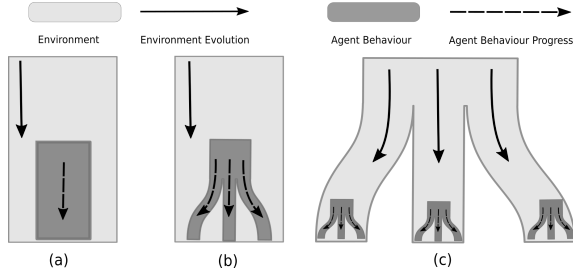 Environment
Environment Evolution
Agent Behaviour
Agent Behaviour Progress
(a)
(b)
(c)